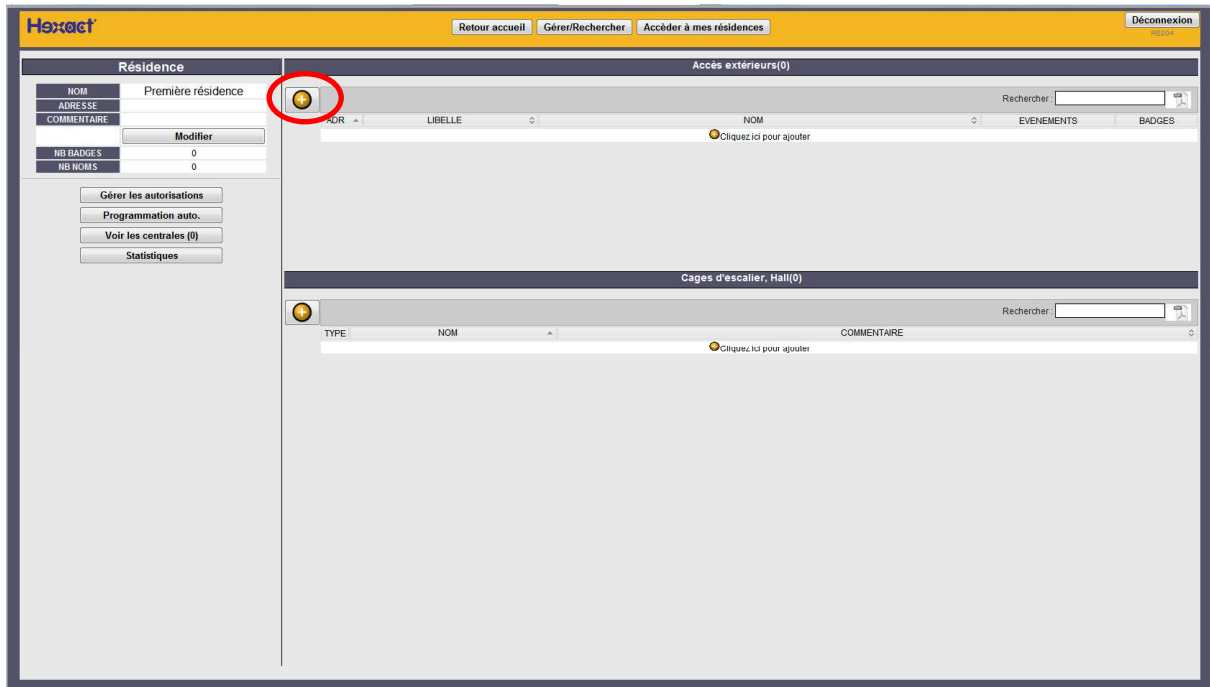 Hexact
Retour accueil Gérer/Rechercher Accèder à mes résidences
Déconnexion
RE004
Résidence
NOM Première résidence
ADRESSE
COMMENTAIRE
Modifier
NB BADGES 0
NB NOMS 0
Gérer les autorisations
Programmation auto.
Voir les centrales (0)
Statistiques
Accès extérieurs(0)
Rechercher :
ADR LIBELLE NOM EVENEMENTS BADGES
Cliquez ici pour ajouter
Cages d'escalier, Hall(0)
Rechercher :
TYPE NOM COMMENTAIRE
Cliquez ici pour ajouter